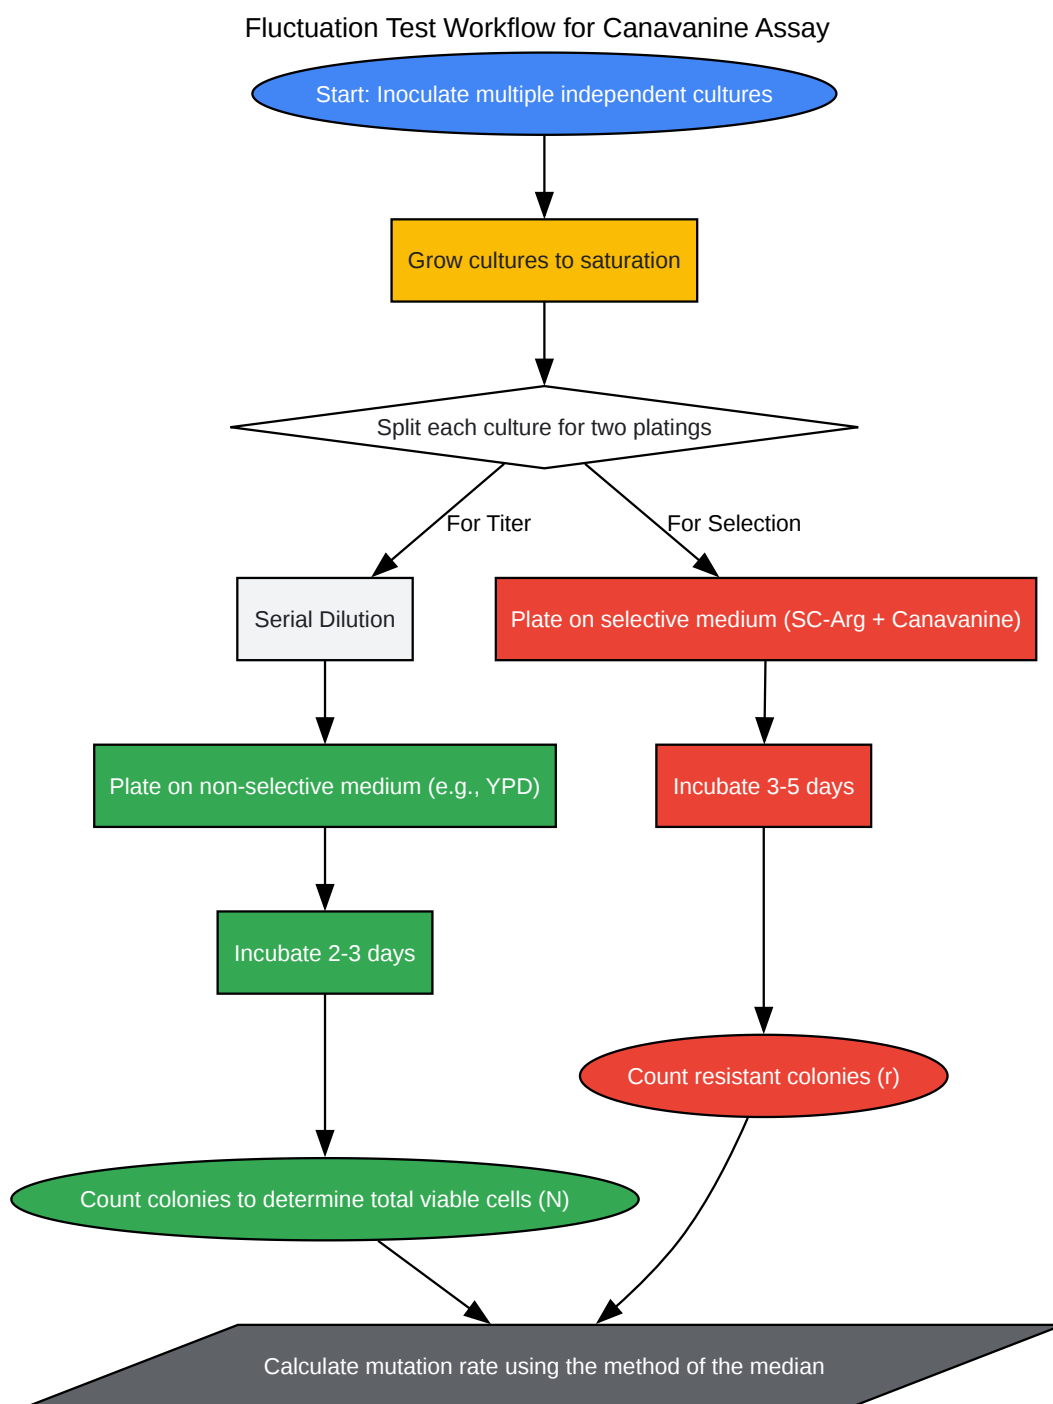 Fluctuation Test Workflow for Canavanine Assay
Start: Inoculate multiple independent cultures
Grow cultures to saturation
Split each culture for two platings
For Titer
For Selection
Serial Dilution
Plate on selective medium (SC-Arg + Canavanine)
Plate on non-selective medium (e.g., YPD)
Incubate 3-5 days
Incubate 2-3 days
Count resistant colonies (r)
Count colonies to determine total viable cells (N)
Calculate mutation rate using the method of the median